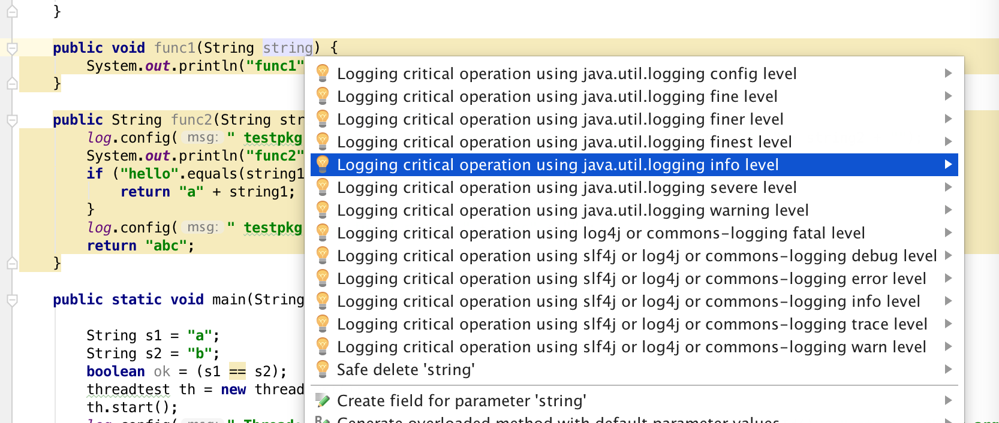 }
public void func1(String string) {
System.out.println("func1"
}
public String func2(String str
log.config( msg: " testpkg
System.out.println("func2"
if ("hello".equals(string1
return "a" + string1;
}
log.config( msg: " testpkg
return "abc";
}
public static void main(String
String s1 = "a";
String s2 = "b";
boolean ok = (s1 == s2);
threadtest th = new thread
th.start();
log.config( msg: " Thread
Logging critical operation using java.util.logging config level
Logging critical operation using java.util.logging fine level
Logging critical operation using java.util.logging finer level
Logging critical operation using java.util.logging finest level
Logging critical operation using java.util.logging info level
Logging critical operation using java.util.logging severe level
Logging critical operation using java.util.logging warning level
Logging critical operation using log4j or commons-logging fatal level
Logging critical operation using slf4j or log4j or commons-logging debug level
Logging critical operation using slf4j or log4j or commons-logging error level
Logging critical operation using slf4j or log4j or commons-logging info level
Logging critical operation using slf4j or log4j or commons-logging trace level
Logging critical operation using slf4j or log4j or commons-logging warn level
Safe delete 'string'
Create field for parameter 'string'
Generate overloaded method with default parameter values